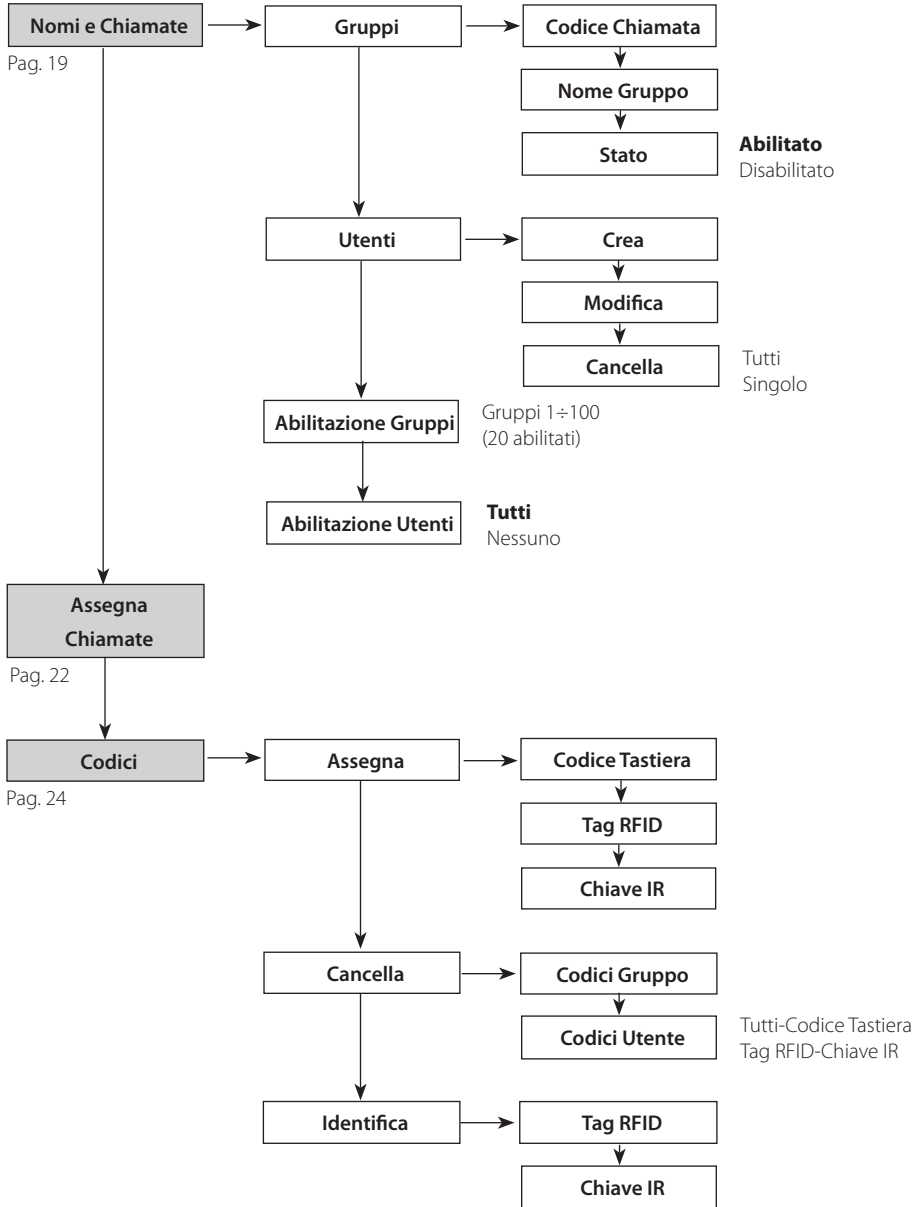 Nomi e Chiamate
Pag. 19
Gruppi
Codice Chiamata
Nome Gruppo
Stato
Abilitato
Disabilitato
Utenti
Crea
Modifica
Cancella
Tutti
Singolo
Abilitazione Gruppi
Gruppi 1÷100
(20 abilitati)
Abilitazione Utenti
Tutti
Nessuno
Assegna
Chiamate
Pag. 22
Codici
Pag. 24
Assegna
Codice Tastiera
Tag RFID
Chiave IR
Cancella
Codici Gruppo
Codici Utente
Tutti-Codice Tastiera
Tag RFID-Chiave IR
Identifica
Tag RFID
Chiave IR